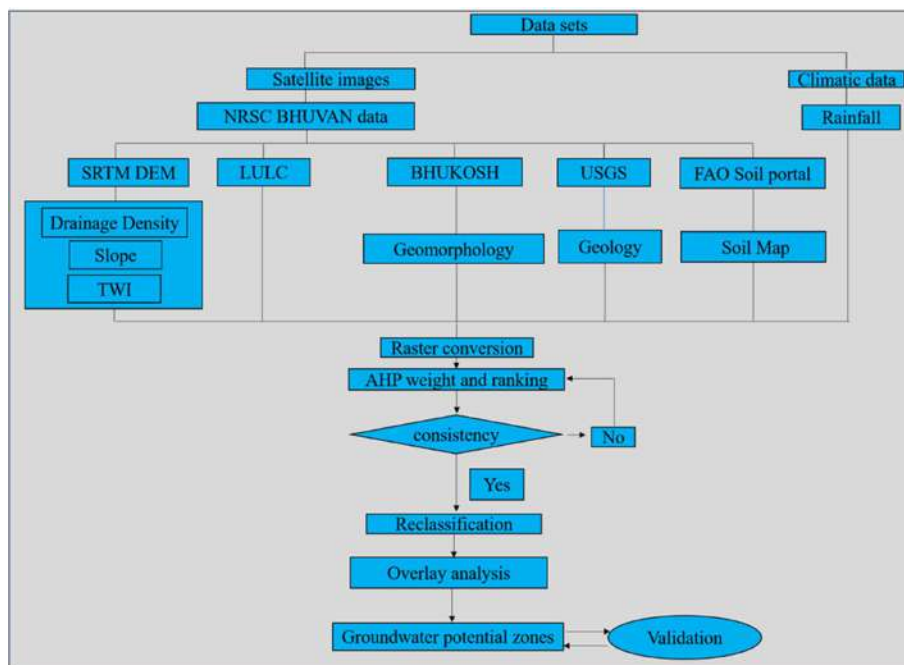 Data sets
Satellite images
Climatic data
NRSC BHUVAN data
Rainfall
SRTM DEM
LULC
BHUKOSH
USGS
FAO Soil portal
Drainage Density
Slope
TWI
Geomorphology
Geology
Soil Map
Raster conversion
AHP weight and ranking
consistency
No
Yes
Reclassification
Overlay analysis
Groundwater potential zones
Validation